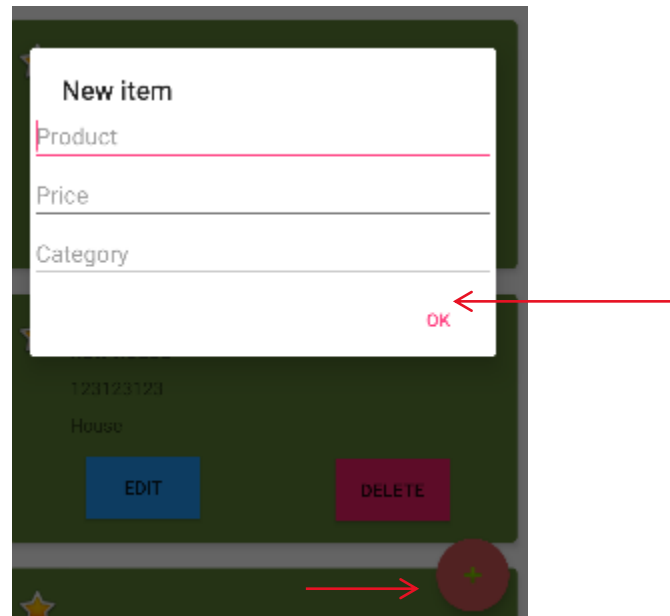 New item
Product
Price
Category
OK
123123123
House
EDIT
DELETE